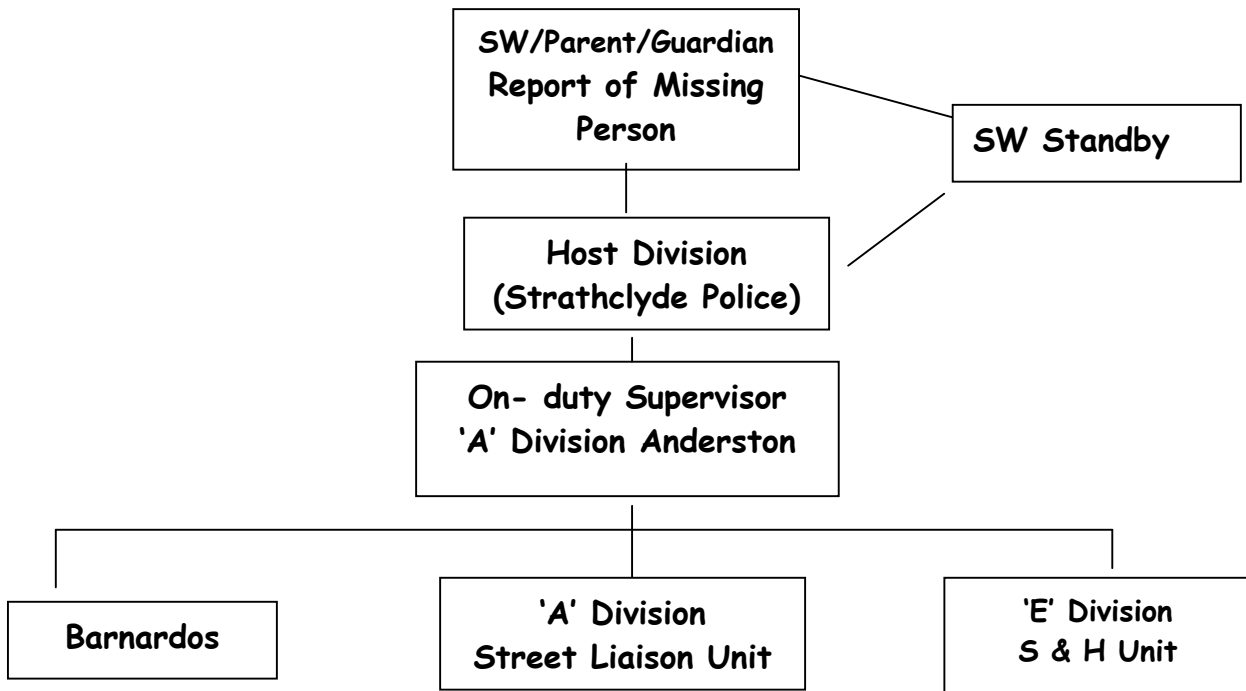 SW/Parent/Guardian
Report of Missing
Person
SW Standby
Host Division
(Strathclyde Police)
On- duty Supervisor
‘A’ Division Anderston
Barnardos
‘A’ Division
Street Liaison Unit
‘E’ Division
S & H Unit